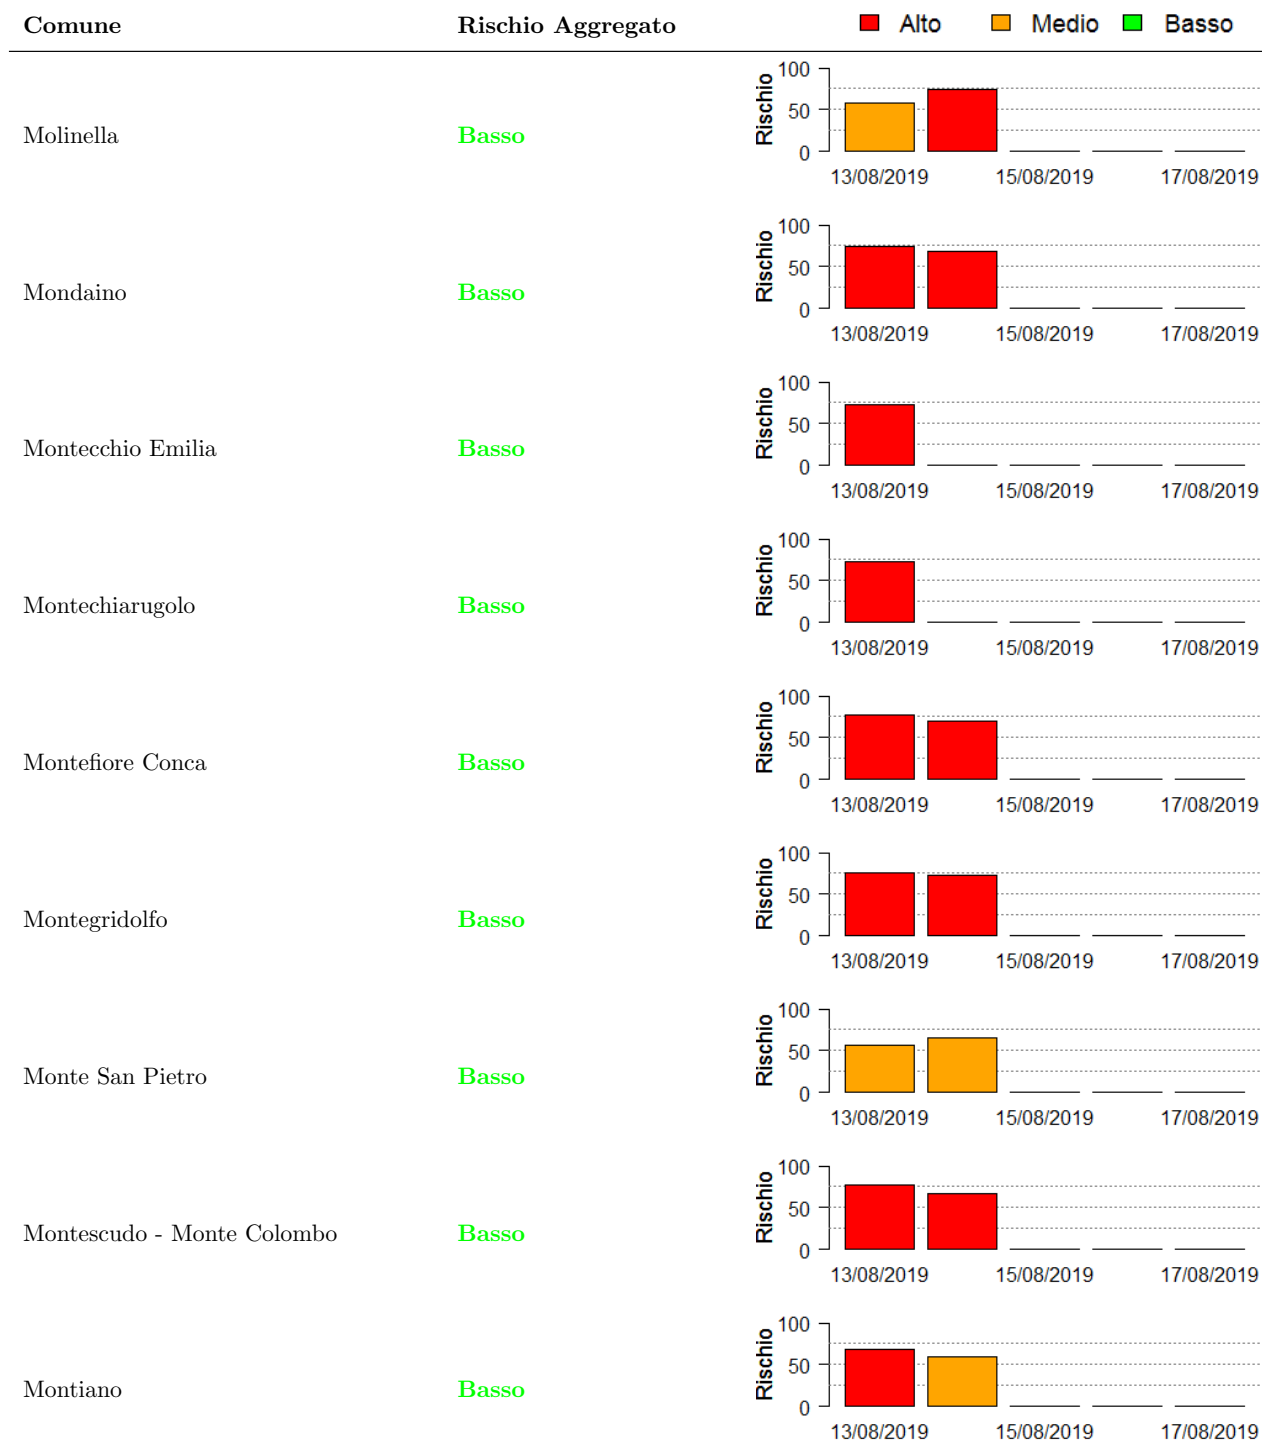 Comune Rischio Aggregato Alto Medio Basso
Molinella Basso Rischio 100 50 0
13/08/2019 15/08/2019 17/08/2019
Mondaino Basso Rischio 100 50 0
13/08/2019 15/08/2019 17/08/2019
Montecchio Emilia Basso Rischio 100 50 0
13/08/2019 15/08/2019 17/08/2019
Montechiarugolo Basso Rischio 100 50 0
13/08/2019 15/08/2019 17/08/2019
Montefiore Conca Basso Rischio 100 50 0
13/08/2019 15/08/2019 17/08/2019
Montegridolfo Basso Rischio 100 50 0
13/08/2019 15/08/2019 17/08/2019
Monte San Pietro Basso Rischio 100 50 0
13/08/2019 15/08/2019 17/08/2019
Montescudo - Monte Colombo Basso Rischio 100 50 0
13/08/2019 15/08/2019 17/08/2019
Montiano Basso Rischio 100 50 0
13/08/2019 15/08/2019 17/08/2019